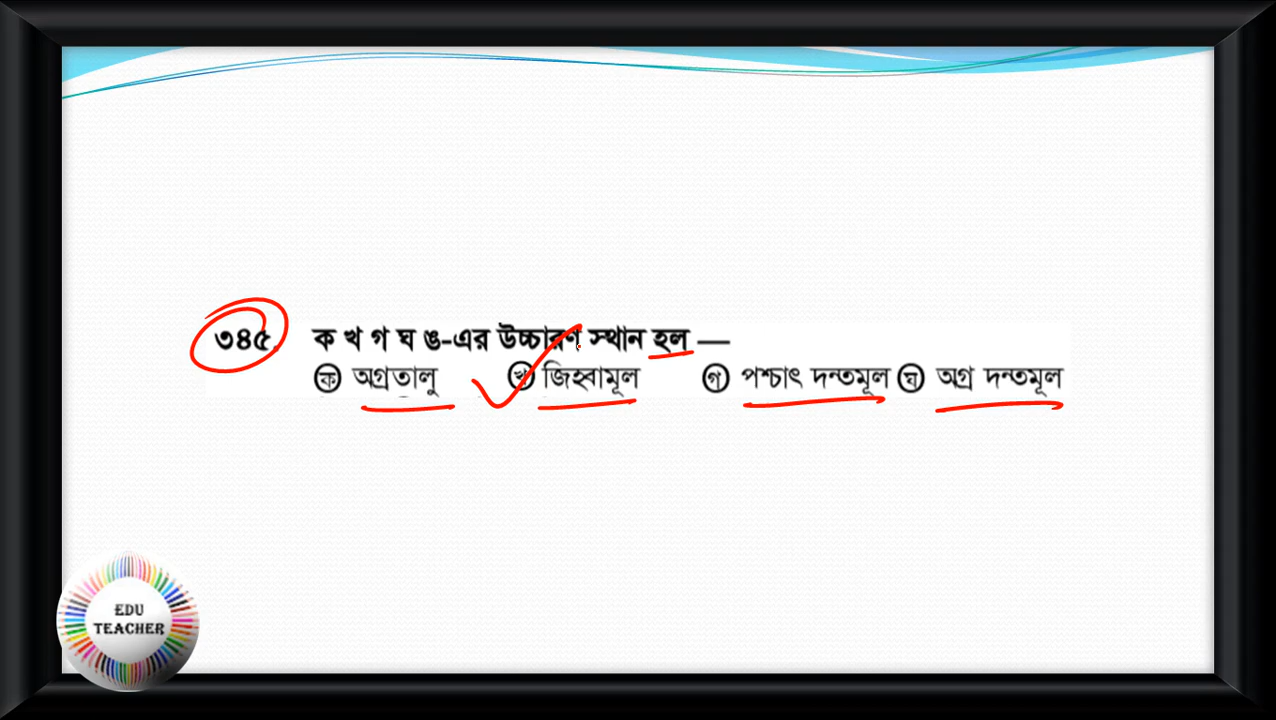 ৩৪৫. ক খ গ ঘ ঙ-এর উচ্চারণ স্থান হল —
ক অগ্রতালু খ জিহ্বামূল গ পশ্চাৎ দন্তমূল ঘ অগ্র দন্তমূল
EDU
TEACHER